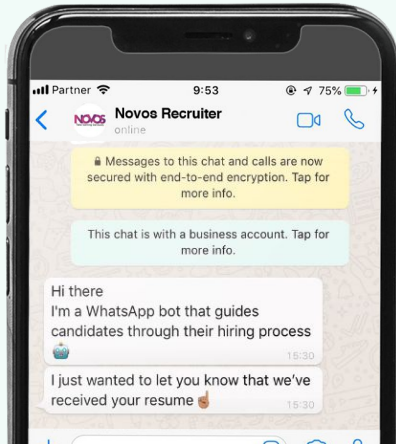 Partner 9:53 75%
NOVOS Novos Recruiter
online
Messages to this chat and calls are now
secured with end-to-end encryption. Tap for
more info.
This chat is with a business account. Tap for
more info.
Hi there
I'm a WhatsApp bot that guides
candidates through their hiring process
🤖 15:30
I just wanted to let you know that we've
received your resume ☝🏽 15:30